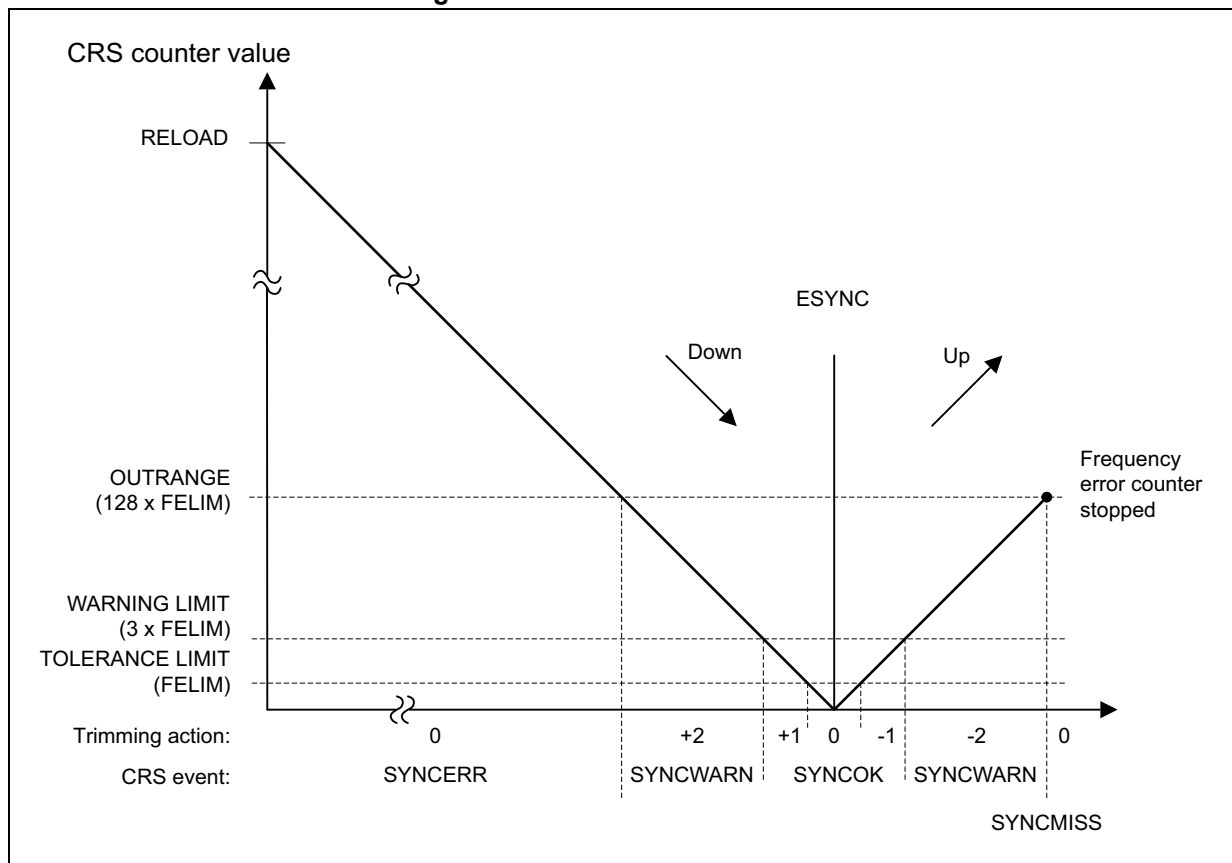 CRS counter value
RELOAD
ESYNC
Down
Up
OUTRANGE
(128 x FELIM)
Frequency
error counter
stopped
WARNING LIMIT
(3 x FELIM)
TOLERANCE LIMIT
(FELIM)
Trimming action: 0 +2 +1 0 -1 -2 0
CRS event: SYNCERR SYNCWARN SYNCOK SYNCWARN
SYNCMISS